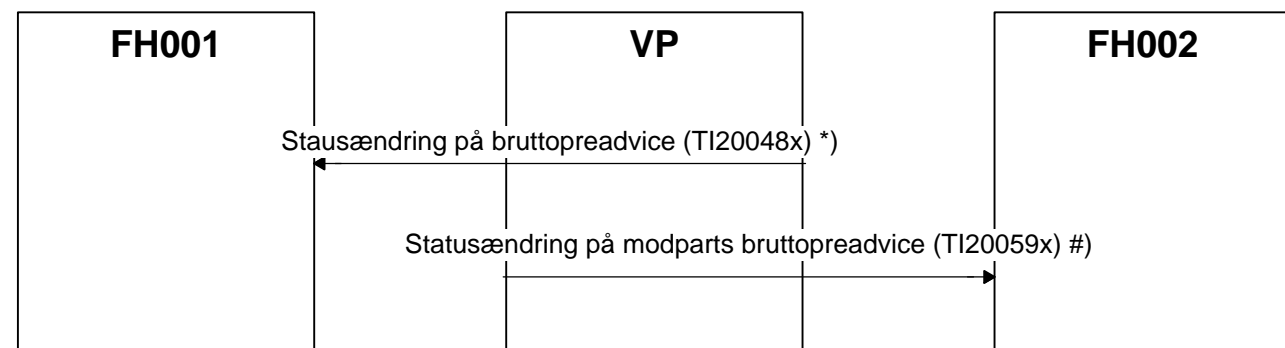 FH001
VP
FH002
Stausændring på bruttopreadvice (TI20048x) *)
Statusændring på modparts bruttopreadvice (TI20059x) #)